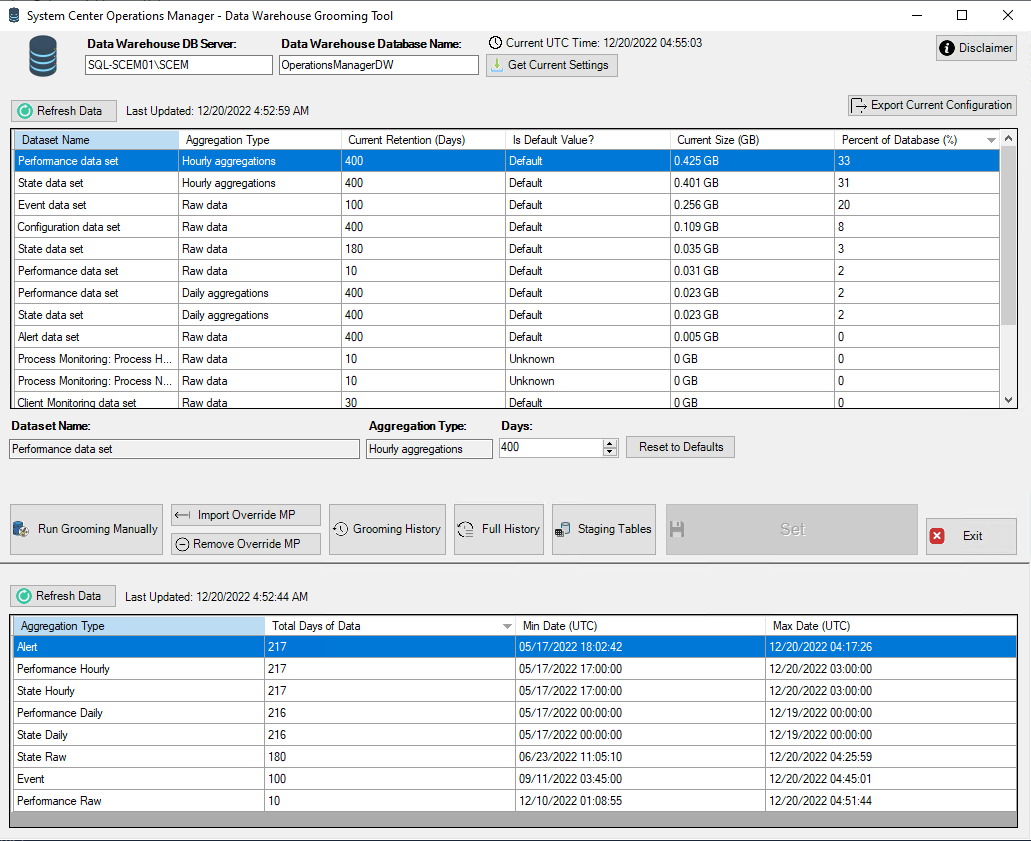 System Center Operations Manager - Data Warehouse Grooming Tool
Data Warehouse DB Server: Data Warehouse Database Name: Current UTC Time: 12/20/2022 04:55:03
Disclaimer
SQL-SCEM01\SCEM OperationsManagerDW Get Current Settings
Refresh Data Last Updated: 12/20/2022 4:52:59 AM Export Current Configuration
Dataset Name Aggregation Type Current Retention (Days) Is Default Value? Current Size (GB) Percent of Database (%)
Performance data set Hourly aggregations 400 Default 0.425 GB 33
State data set Hourly aggregations 400 Default 0.401 GB 31
Event data set Raw data 100 Default 0.256 GB 20
Configuration data set Raw data 400 Default 0.109 GB 8
State data set Raw data 180 Default 0.035 GB 3
Performance data set Raw data 10 Default 0.031 GB 2
Performance data set Daily aggregations 400 Default 0.023 GB 2
State data set Daily aggregations 400 Default 0.023 GB 2
Alert data set Raw data 400 Default 0.005 GB 0
Process Monitoring: Process H... Raw data 10 Unknown 0 GB 0
Process Monitoring: Process N... Raw data 10 Unknown 0 GB 0
Client Monitoring data set Raw data 30 Default 0 GB 0
Dataset Name: Aggregation Type: Days:
Performance data set Hourly aggregations 400 Reset to Defaults
Run Grooming Manually Import Override MP Remove Override MP Grooming History Full History Staging Tables Set Exit
Refresh Data Last Updated: 12/20/2022 4:52:44 AM
Aggregation Type Total Days of Data Min Date (UTC) Max Date (UTC)
Alert 217 05/17/2022 18:02:42 12/20/2022 04:17:26
Performance Hourly 217 05/17/2022 17:00:00 12/20/2022 03:00:00
State Hourly 217 05/17/2022 17:00:00 12/20/2022 03:00:00
Performance Daily 216 05/17/2022 00:00:00 12/19/2022 00:00:00
State Daily 216 05/17/2022 00:00:00 12/19/2022 00:00:00
State Raw 180 06/23/2022 11:05:10 12/20/2022 04:25:59
Event 100 09/11/2022 03:45:00 12/20/2022 04:45:01
Performance Raw 10 12/10/2022 01:08:55 12/20/2022 04:51:44